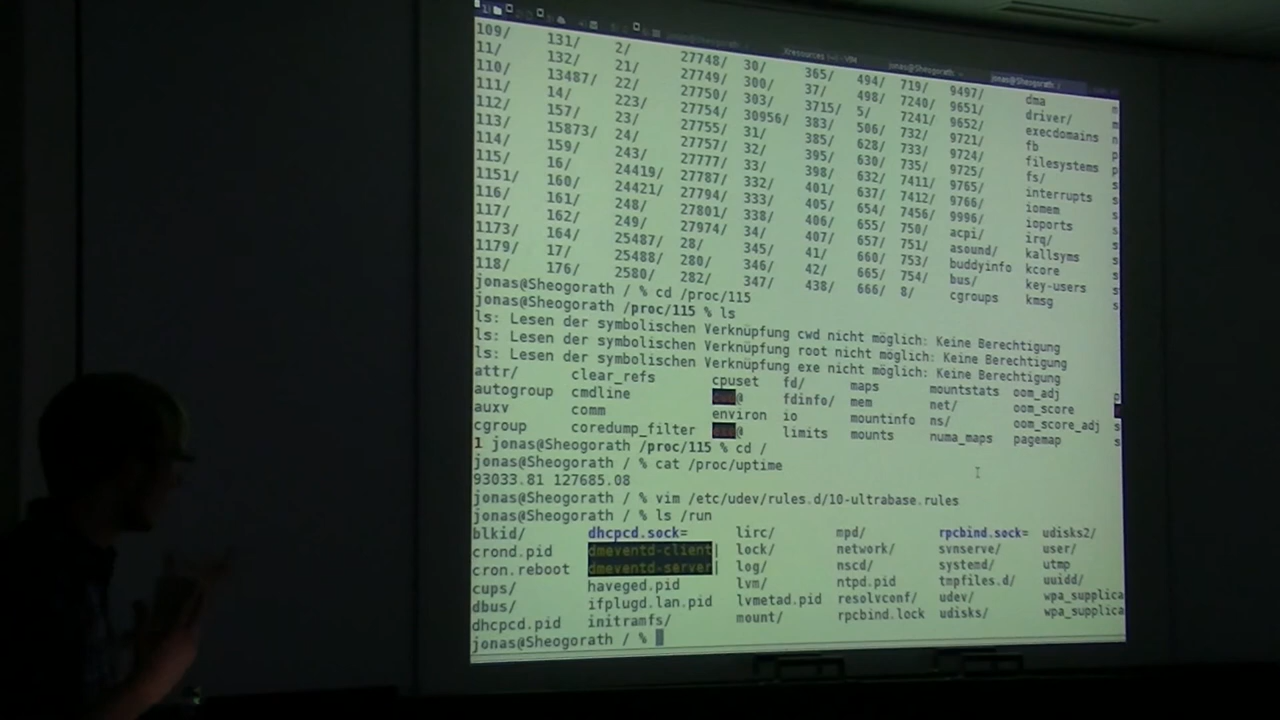 Xresources jonas@Sheogorath jonas@Sheogorath
109/ 131/ 2/ 27748/ 30/ 365/ 494/ 719/ 9497/ dma
11/ 132/ 21/ 27749/ 300/ 37/ 498/ 7240/ 9651/ driver/
110/ 13487/ 22/ 27750/ 303/ 3715/ 5/ 7241/ 9652/ execdomains
111/ 14/ 223/ 27754/ 30956/ 383/ 506/ 732/ 9721/ fb
112/ 157/ 23/ 27755/ 31/ 385/ 628/ 733/ 9724/ filesystems
113/ 15873/ 24/ 27757/ 32/ 395/ 630/ 735/ 9725/ fs/
114/ 159/ 243/ 27777/ 33/ 398/ 632/ 7411/ 9765/ interrupts
115/ 16/ 24419/ 27787/ 332/ 401/ 637/ 7412/ 9766/ iomem
1151/ 160/ 24421/ 27794/ 333/ 405/ 654/ 7456/ 9996/ ioports
116/ 161/ 248/ 27801/ 338/ 406/ 655/ 750/ acpi/ irq/
117/ 162/ 249/ 27974/ 34/ 407/ 657/ 751/ asound/ kallsyms
1173/ 164/ 25487/ 28/ 345/ 41/ 660/ 753/ buddyinfo kcore
1179/ 17/ 25488/ 280/ 346/ 42/ 665/ 754/ bus/ key-users
118/ 176/ 2580/ 282/ 347/ 438/ 666/ 8/ cgroups kmsg
jonas@Sheogorath / % cd /proc/115
jonas@Sheogorath /proc/115 % ls
ls: Lesen der symbolischen Verknüpfung cwd nicht möglich: Keine Berechtigung
ls: Lesen der symbolischen Verknüpfung root nicht möglich: Keine Berechtigung
ls: Lesen der symbolischen Verknüpfung exe nicht möglich: Keine Berechtigung
attr/ clear_refs cpuset fd/ maps mountstats oom_adj
autogroup cmdline cwd@ fdinfo/ mem net/ oom_score
auxv comm environ io mountinfo ns/ oom_score_adj
cgroup coredump_filter exe@ limits mounts numa_maps pagemap
1 jonas@Sheogorath /proc/115 % cd /
jonas@Sheogorath / % cat /proc/uptime
93033.81 127685.08
jonas@Sheogorath / % vim /etc/udev/rules.d/10-ultrabase.rules
jonas@Sheogorath / % ls /run
blkid/ dhcpcd.sock= lirc/ mpd/ rpcbind.sock= udisks2/
crond.pid dmeventd-client| lock/ network/ svnserve/ user/
cron.reboot dmeventd-server| log/ nscd/ systemd/ utmp
cups/ haveged.pid lvm/ ntpd.pid tmpfiles.d/ uuidd/
dbus/ ifplugd.lan.pid lvmetad.pid resolvconf/ udev/ wpa_supplica
dhcpcd.pid initramfs/ mount/ rpcbind.lock udisks/ wpa_supplica
jonas@Sheogorath / %